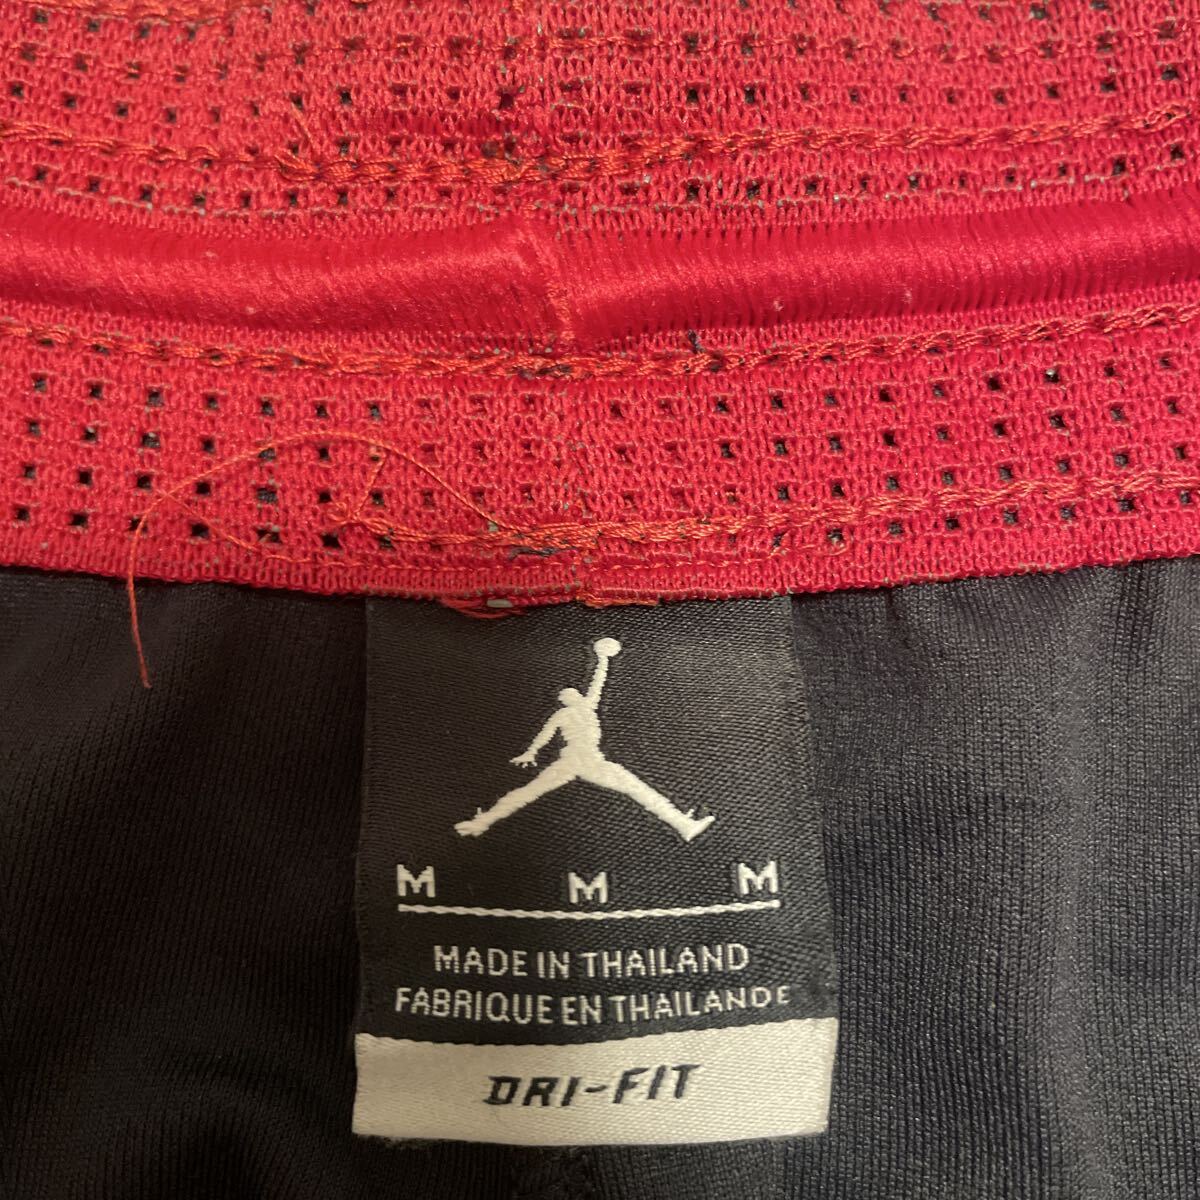 M M M
MADE IN THAILAND
FABRIQUE EN THAILANDE
DRI-FIT